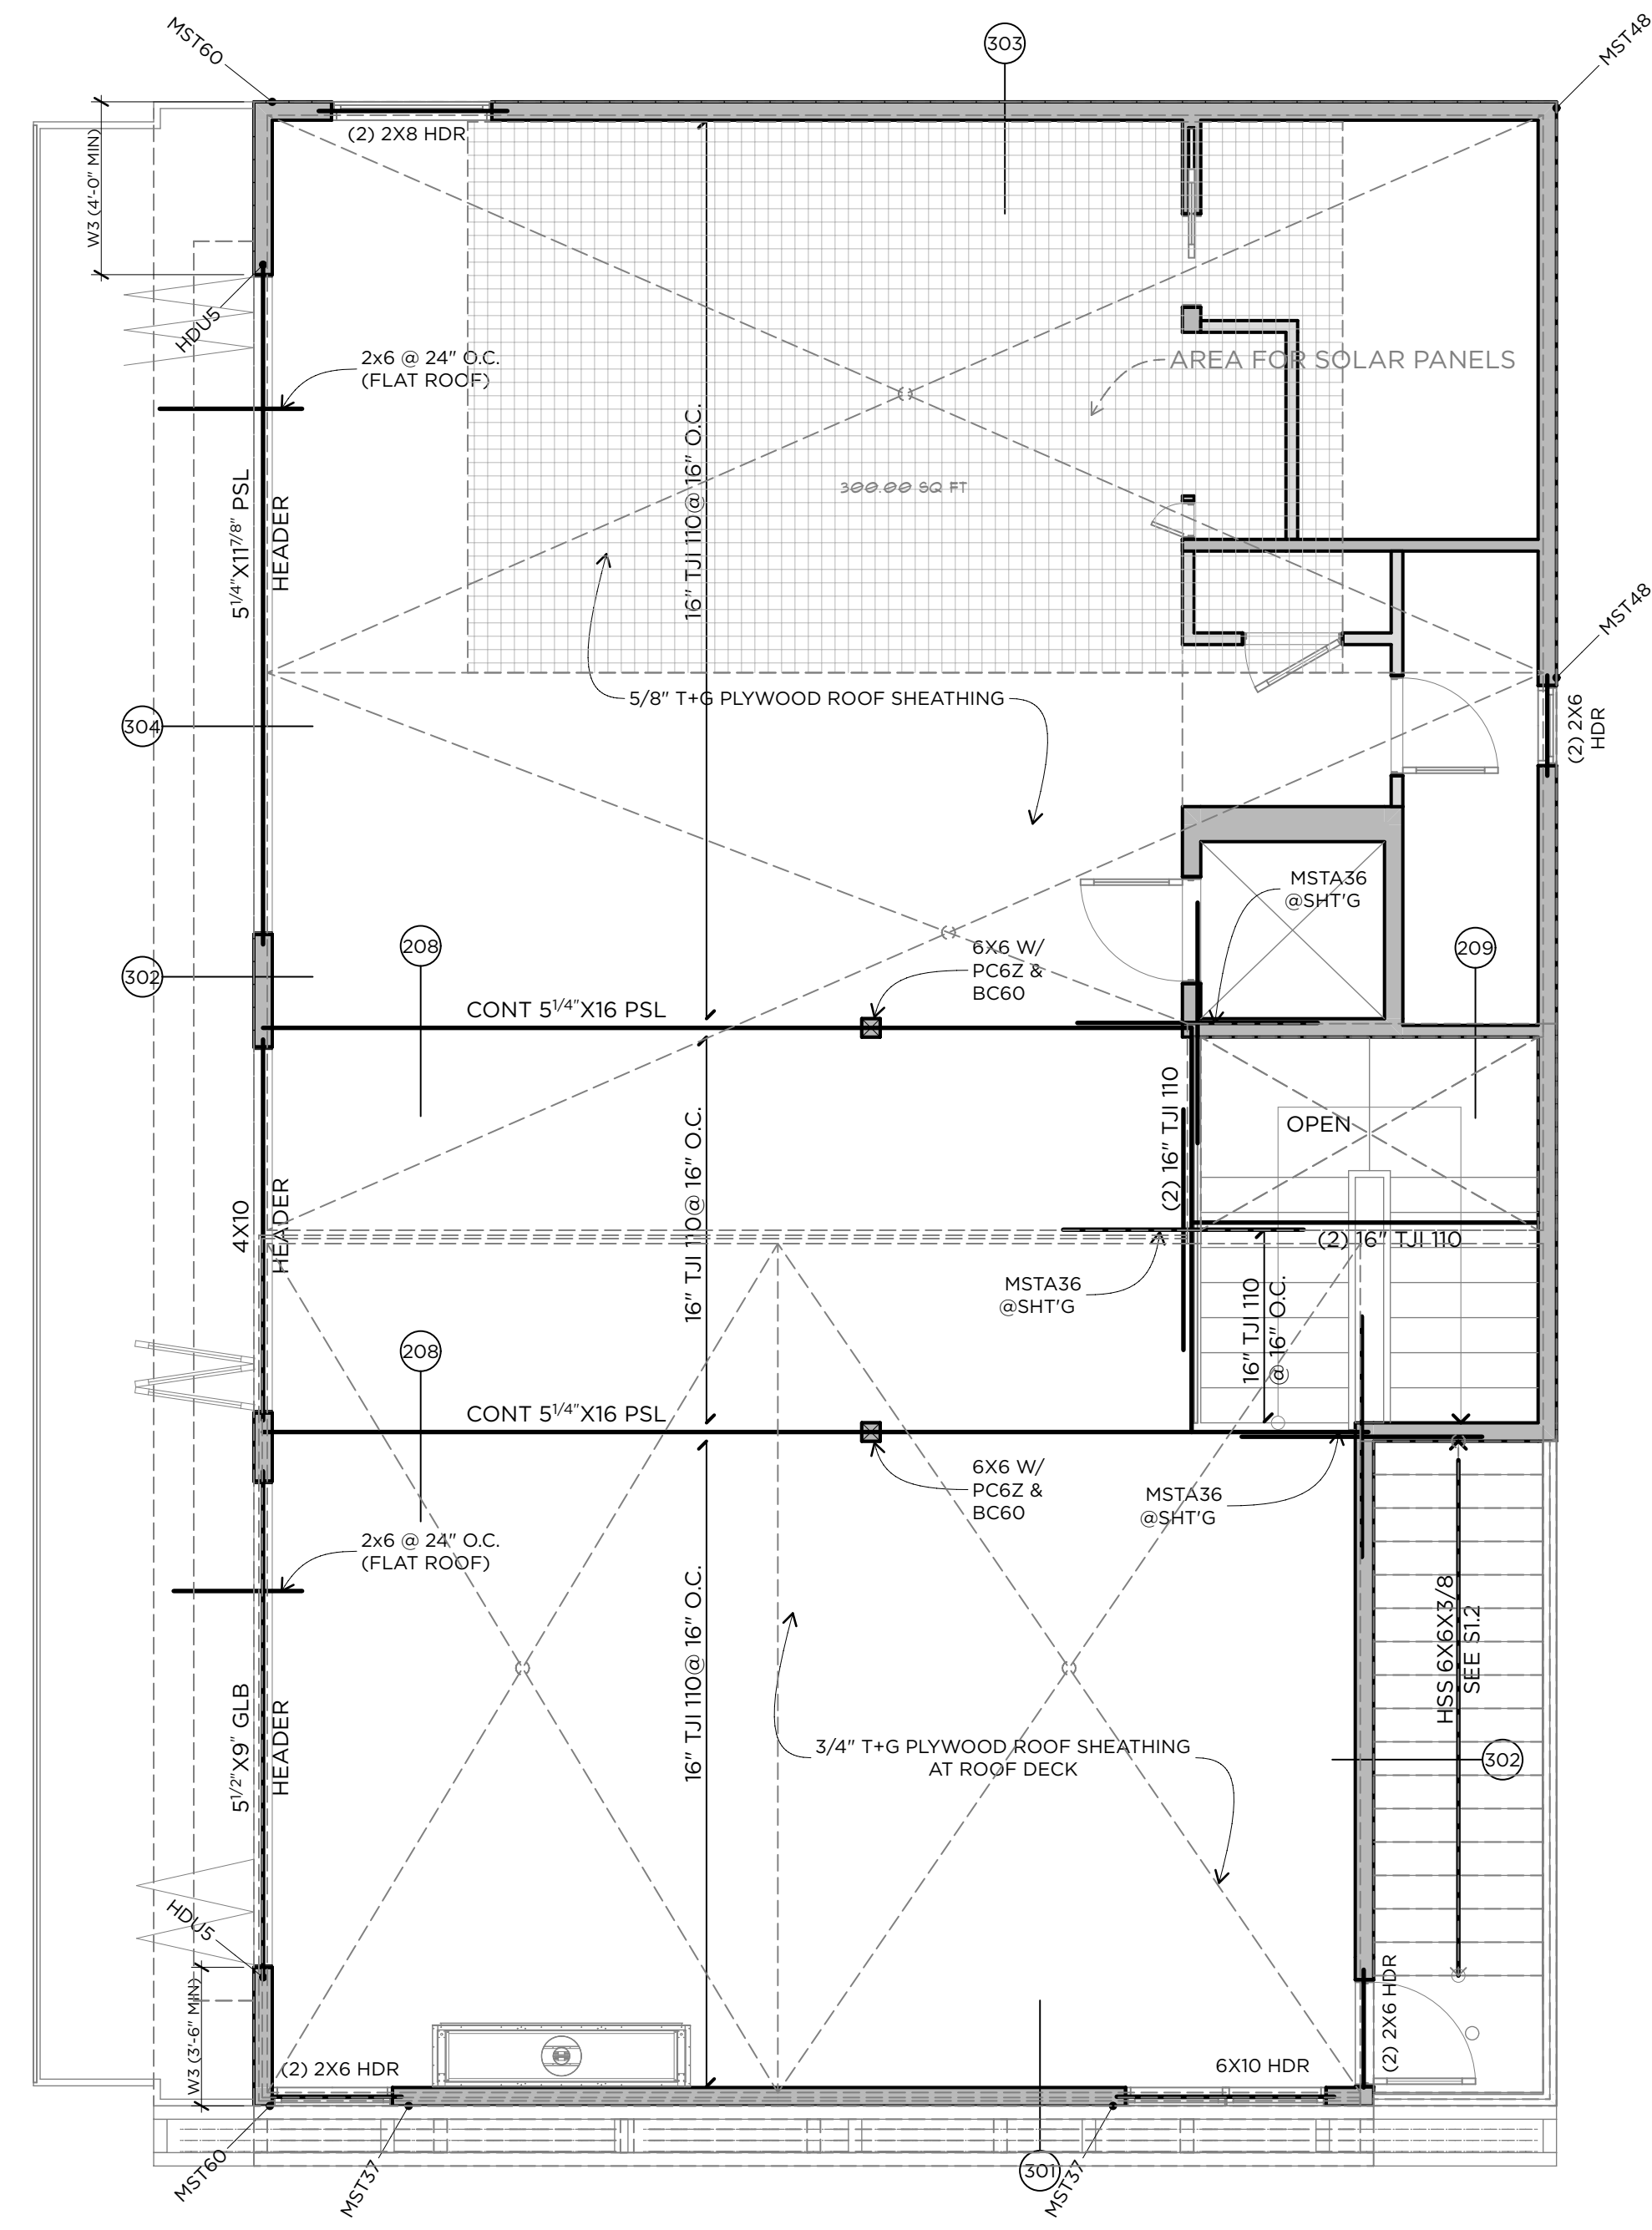 MST60
303
MST48
W3 (4'-0" MIN)
(2) 2X8 HDR
HDU5
2x6 @ 24" O.C.
(FLAT ROOF)
AREA FOR SOLAR PANELS
300.00 SQ FT
5 1/4"X11 7/8" PSL
HEADER
16" TJI 110@ 16" O.C.
MST48
5/8" T+G PLYWOOD ROOF SHEATHING
304
(2) 2X6
HDR
MSTA36
@SHT'G
208
6X6 W/
PC6Z &
BC60
209
302
CONT 5 1/4"X16 PSL
(2) 16" TJI 110
OPEN
4X10
HEADER
16" TJI 110@ 16" O.C.
(2) 16" TJI 110
MSTA36
@SHT'G
16" TJI 110
@ 16" O.C.
208
CONT 5 1/4"X16 PSL
6X6 W/
PC6Z &
BC60
MSTA36
@SHT'G
2x6 @ 24" O.C.
(FLAT ROOF)
HSS 6X6X3/8
SEE S1.2
5 1/2"X9" GLB
HEADER
16" TJI 110@ 16" O.C.
3/4" T+G PLYWOOD ROOF SHEATHING
AT ROOF DECK
302
HDU5
W3 (3'-6" MIN)
(2) 2X6 HDR
6X10 HDR
(2) 2X6 HDR
MST60
MST37
301
MST37